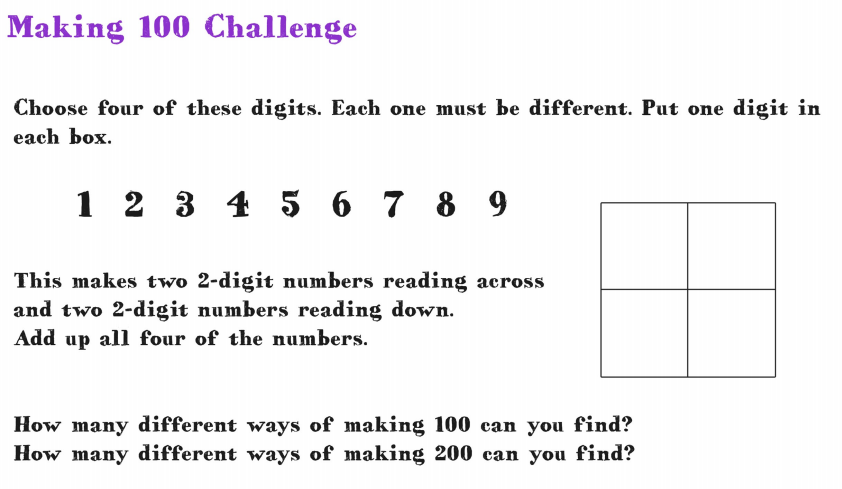 Making 100 Challenge
Choose four of these digits. Each one must be different. Put one digit in
each box.
1 2 3 4 5 6 7 8 9
This makes two 2-digit numbers reading across
and two 2-digit numbers reading down.
Add up all four of the numbers.
How many different ways of making 100 can you find?
How many different ways of making 200 can you find?